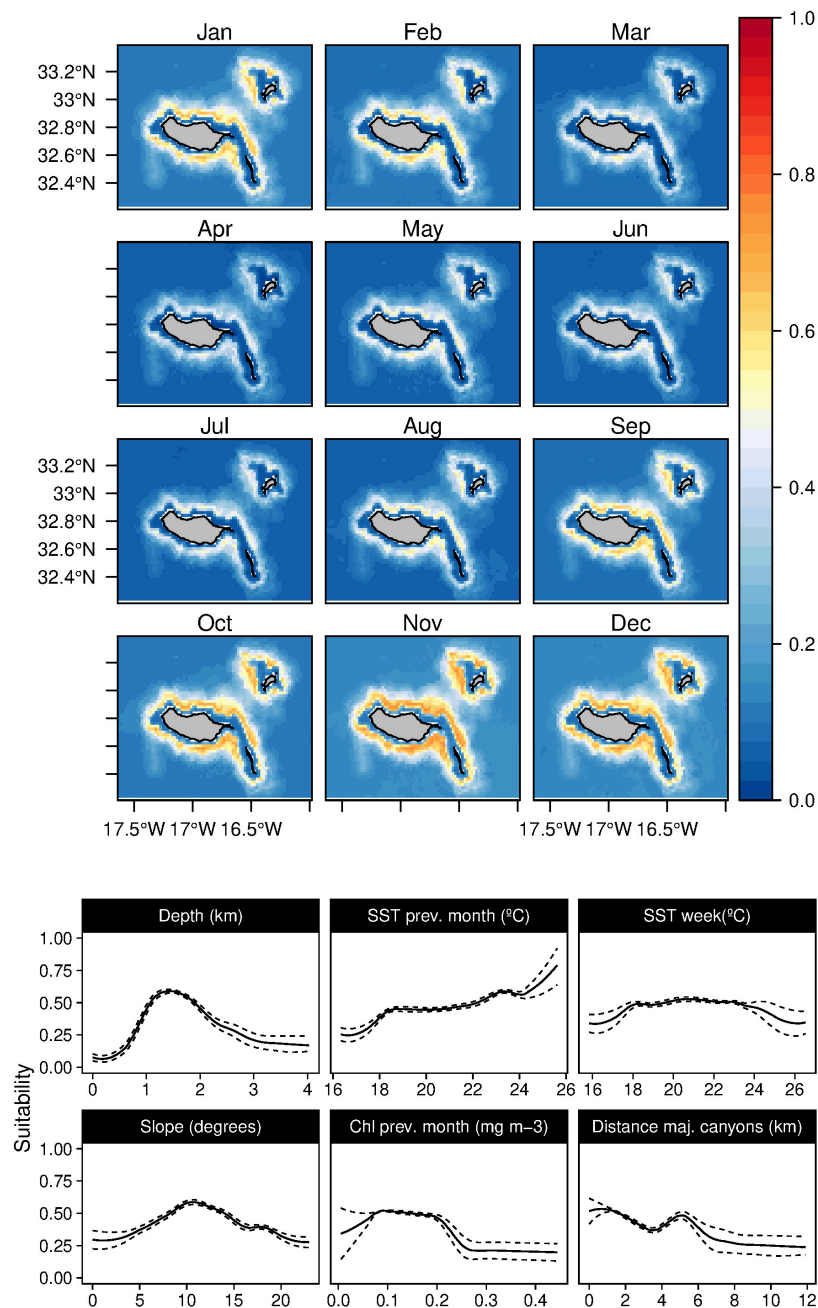 Jan Feb Mar 1.0
33.2°N
33°N
32.8°N
32.6°N
32.4°N
0.8
Apr May Jun
0.6
Jul Aug Sep
33.2°N
33°N
32.8°N
32.6°N
32.4°N
0.4
Oct Nov Dec
0.2
0.0
17.5°W 17°W 16.5°W 17.5°W 17°W 16.5°W
Depth (km) SST prev. month (ºC) SST week(ºC)
1.00
0.75
0.50
0.25
0.00
0 1 2 3 4 16 18 20 22 24 26 16 18 20 22 24 26
Suitability
Slope (degrees) Chl prev. month (mg m−3) Distance maj. canyons (km)
1.00
0.75
0.50
0.25
0.00
0 5 10 15 20 0.0 0.1 0.2 0.3 0.4 0 2 4 6 8 10 12